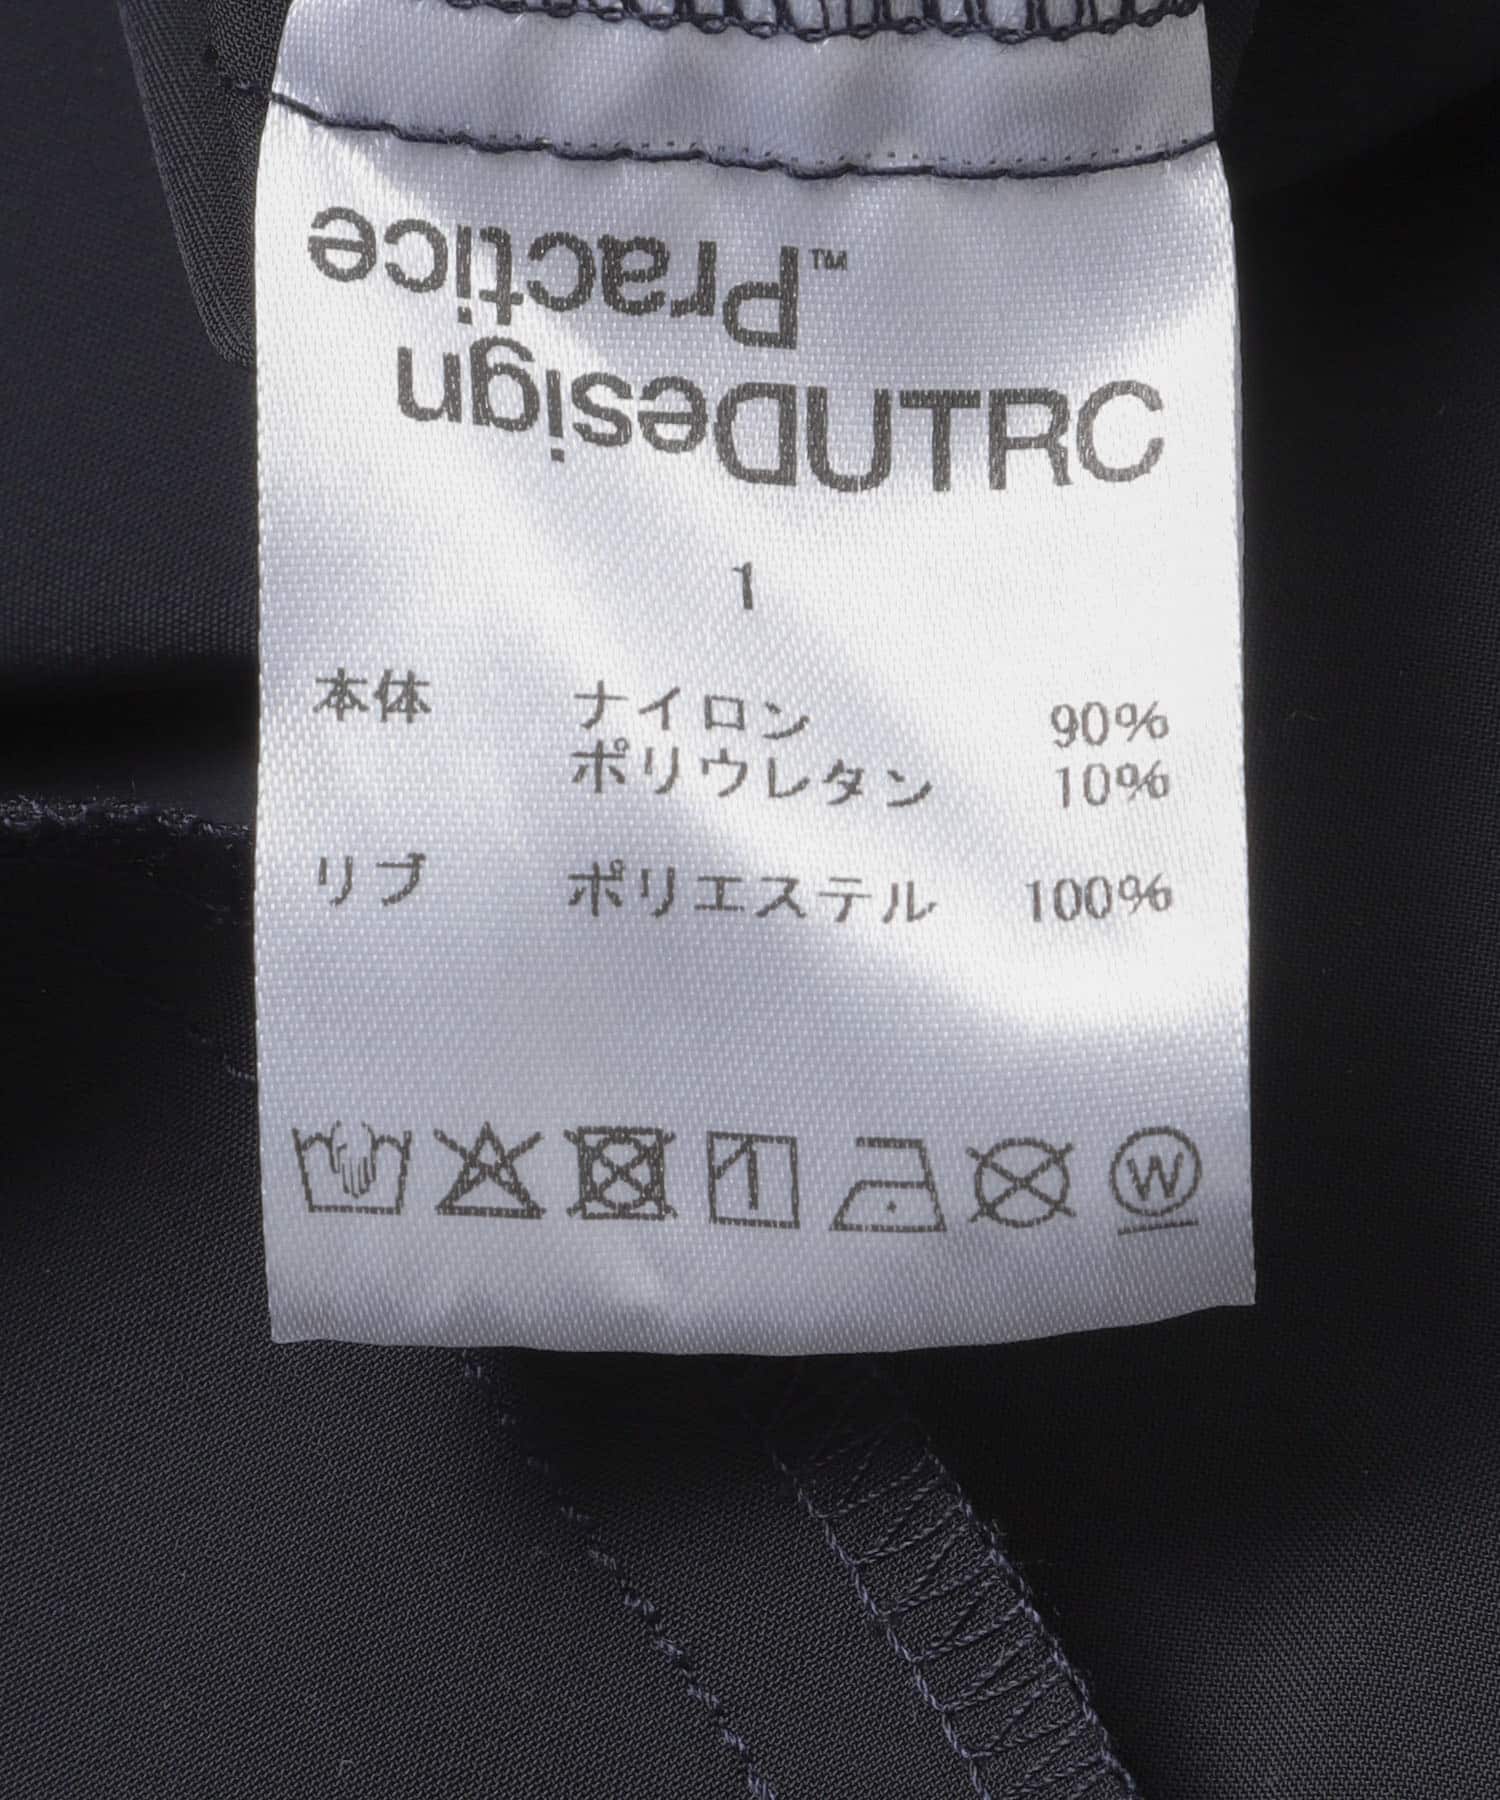 Practice™
DesignUTRC
1
本体 ナイロン 90%
ポリウレタン 10%
リブ ポリエステル 100%
W